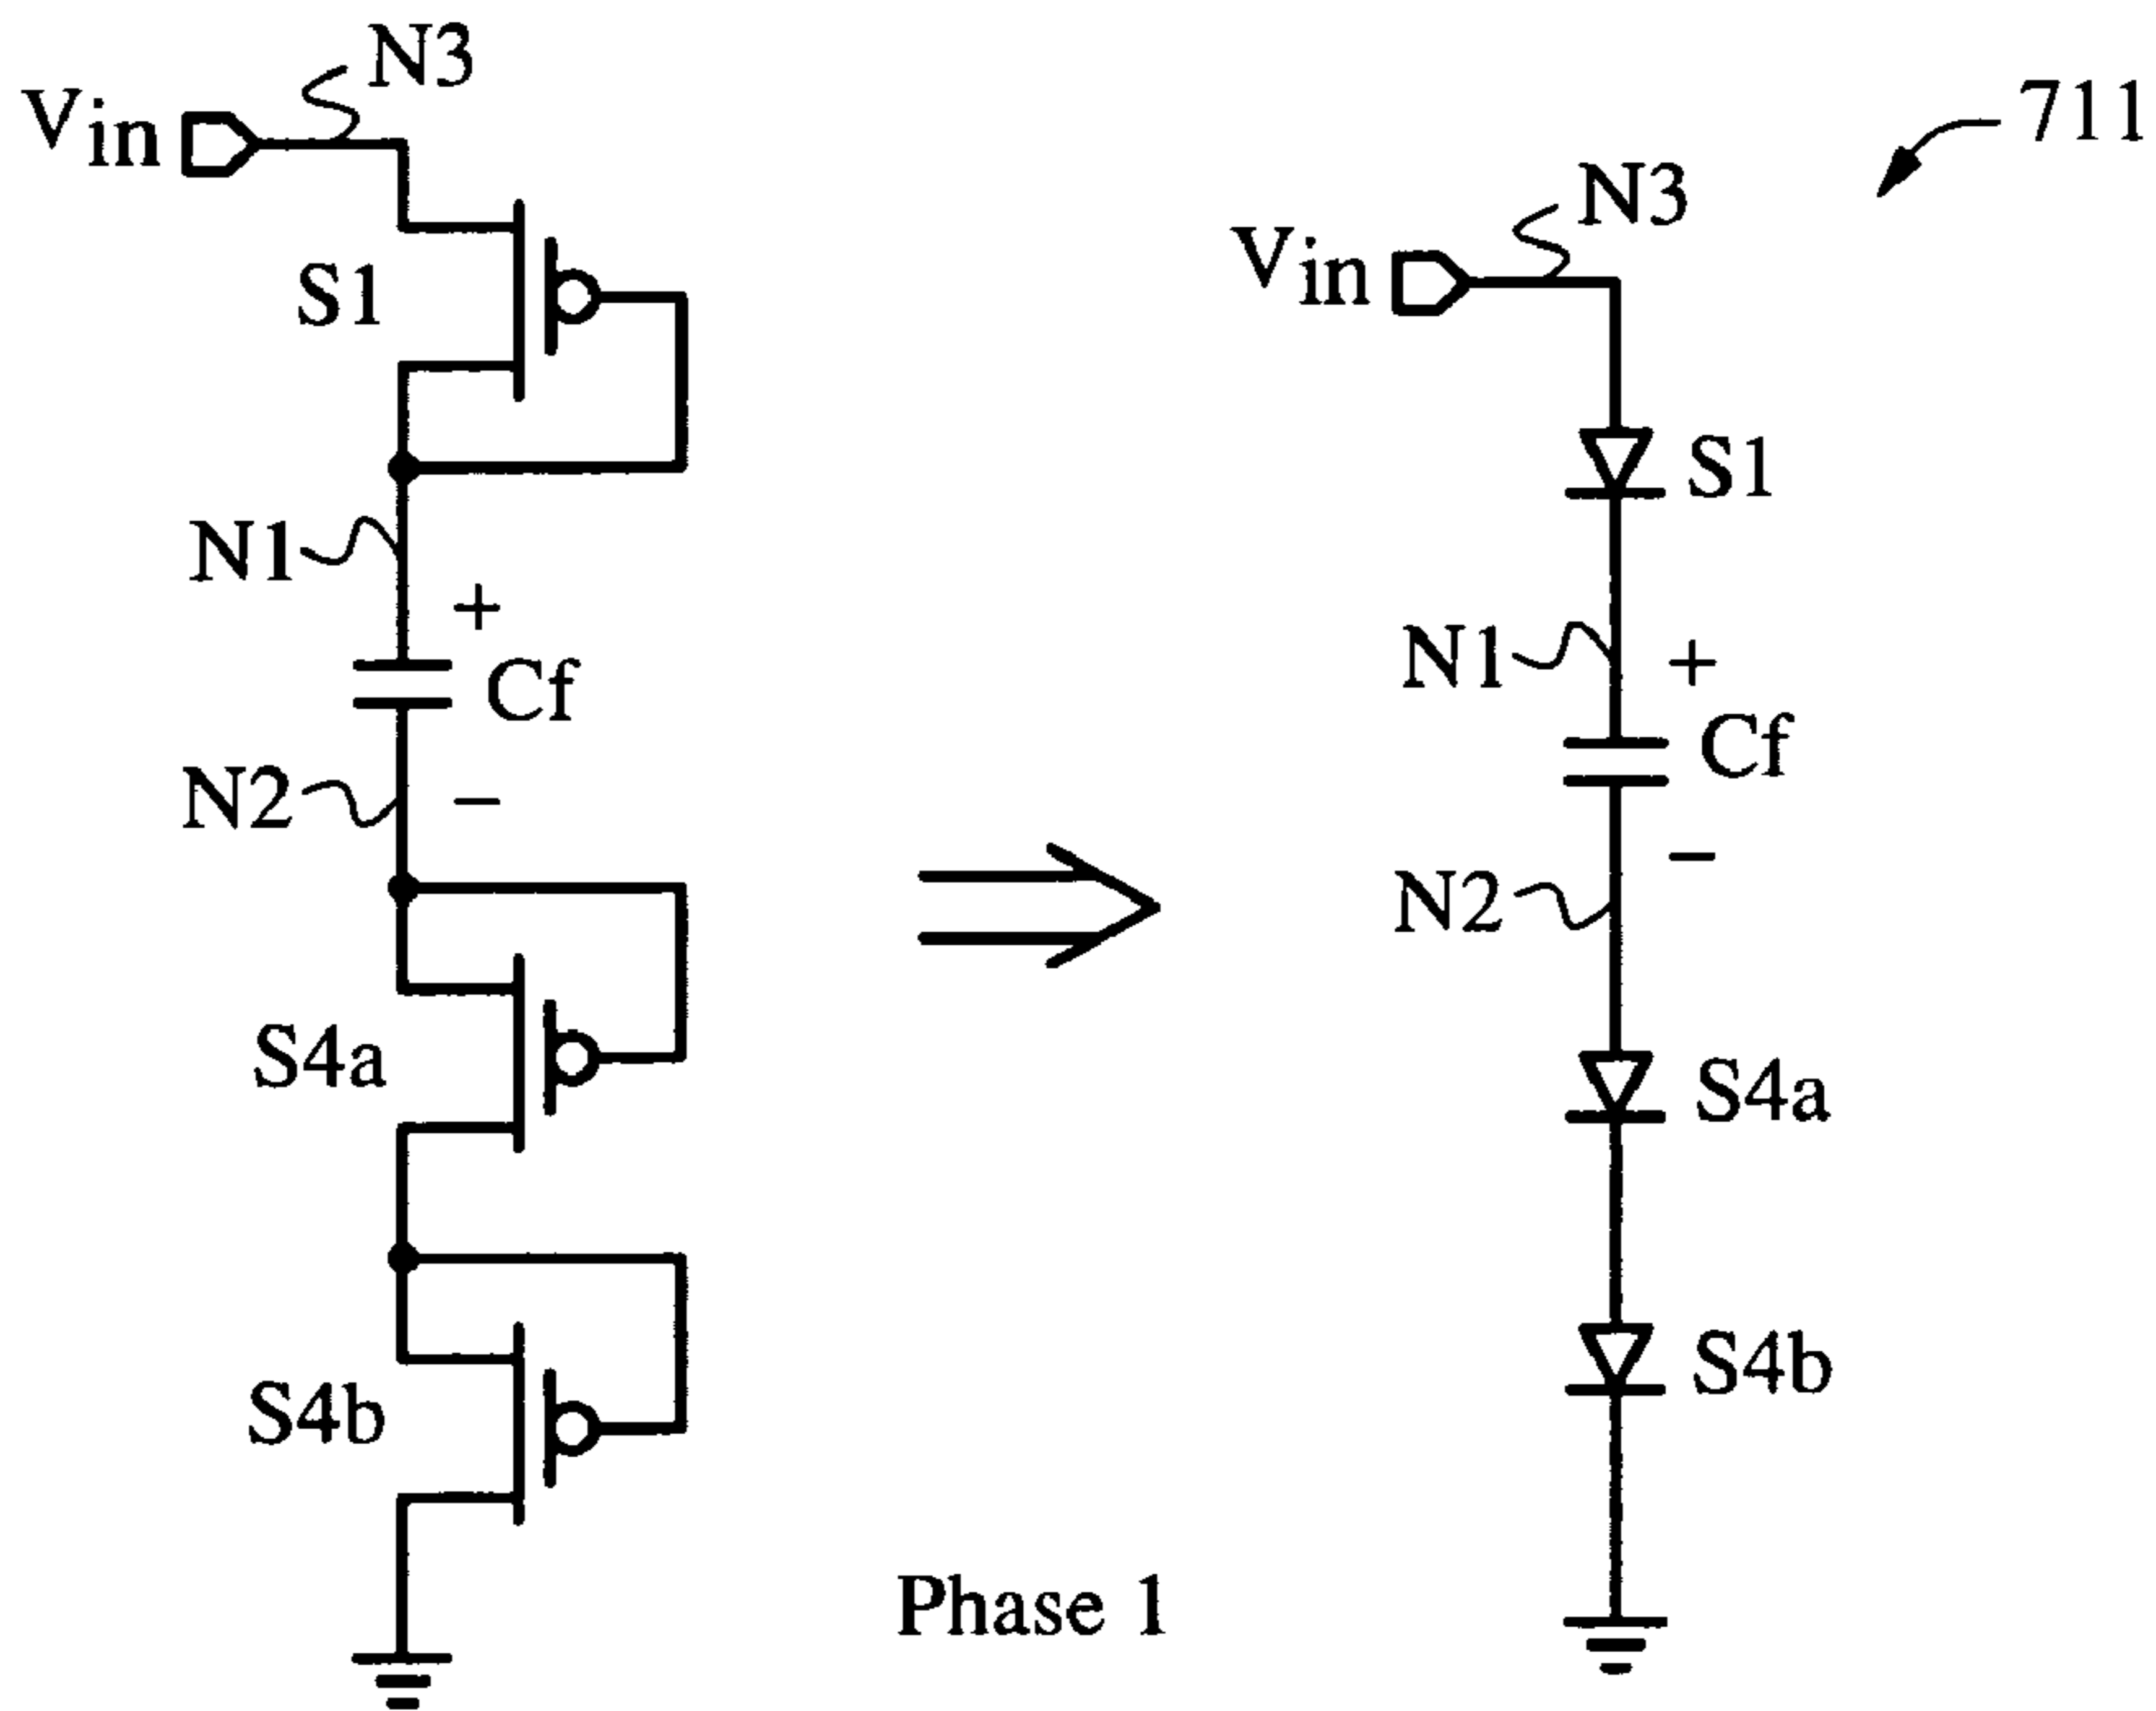 N3
Vin
S1
N1
+
Cf
N2
−
S4a
S4b
Phase 1
711
N3
Vin
S1
N1
+
Cf
−
N2
S4a
S4b